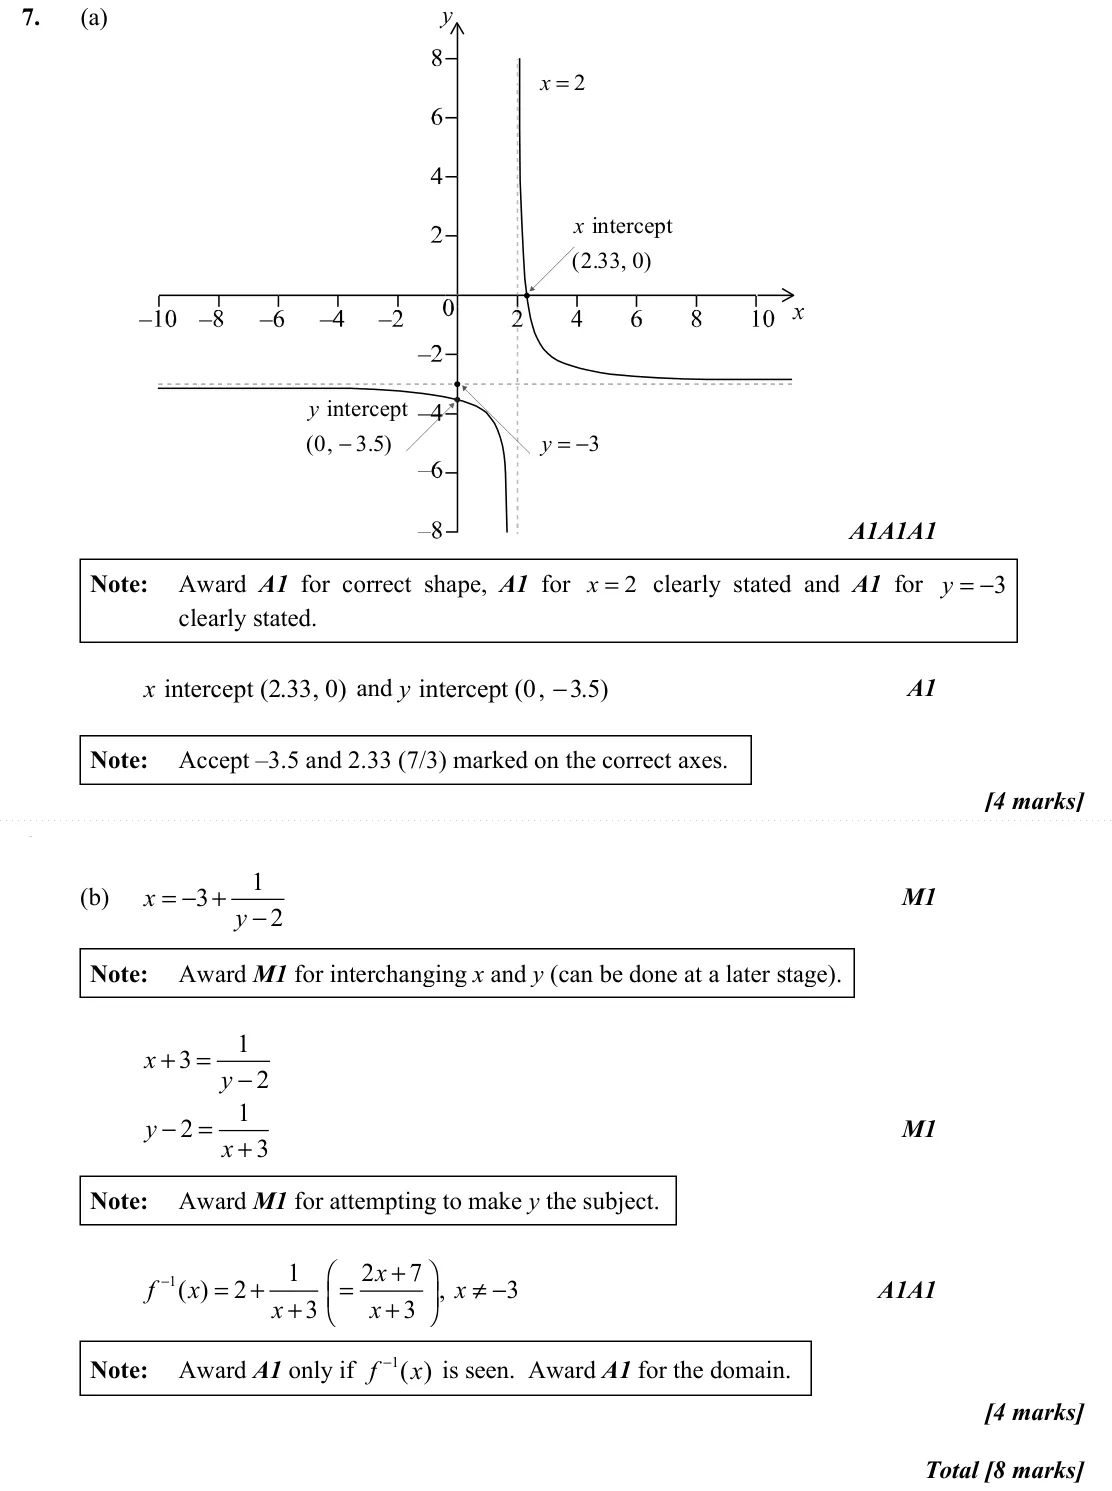 7. (a)
y
8
x = 2
6
4
2
x intercept
(2.33, 0)
–10 –8 –6 –4 –2 0 2 4 6 8 10 x
–2
y intercept –4
(0, – 3.5) y = –3
–6
–8
A1A1A1
Note: Award A1 for correct shape, A1 for x = 2 clearly stated and A1 for y = –3
clearly stated.
x intercept (2.33, 0) and y intercept (0, – 3.5) A1
Note: Accept –3.5 and 2.33 (7/3) marked on the correct axes.
[4 marks]
(b) x = –3 + 1/(y – 2) M1
Note: Award M1 for interchanging x and y (can be done at a later stage).
x + 3 = 1/(y – 2)
y – 2 = 1/(x + 3) M1
Note: Award M1 for attempting to make y the subject.
f⁻¹(x) = 2 + 1/(x + 3) (= (2x + 7)/(x + 3)), x ≠ –3 A1A1
Note: Award A1 only if f⁻¹(x) is seen. Award A1 for the domain.
[4 marks]
Total [8 marks]